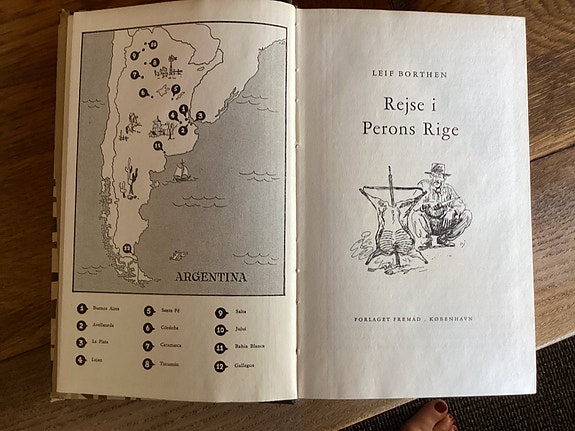 ARGENTINA
1 Buenos Aires
2 Avellaneda
3 La Plata
4 Lujan
5 Santa Fé
6 Córdoba
7 Catamarca
8 Tucumán
9 Salta
10 Jujui
11 Bahia Blanca
12 Gallegos
LEIF BORTHEN
Rejse i
Perons Rige
FORLAGET FREMAD . KØBENHAVN